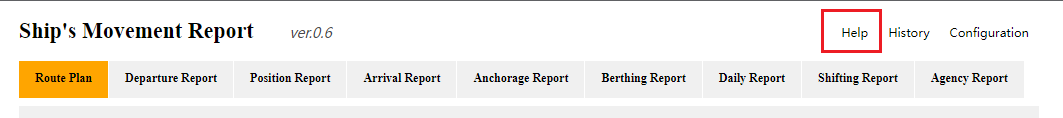 Ship's Movement Report ver.0.6 Help History Configuration
Route Plan Departure Report Position Report Arrival Report Anchorage Report Berthing Report Daily Report Shifting Report Agency Report